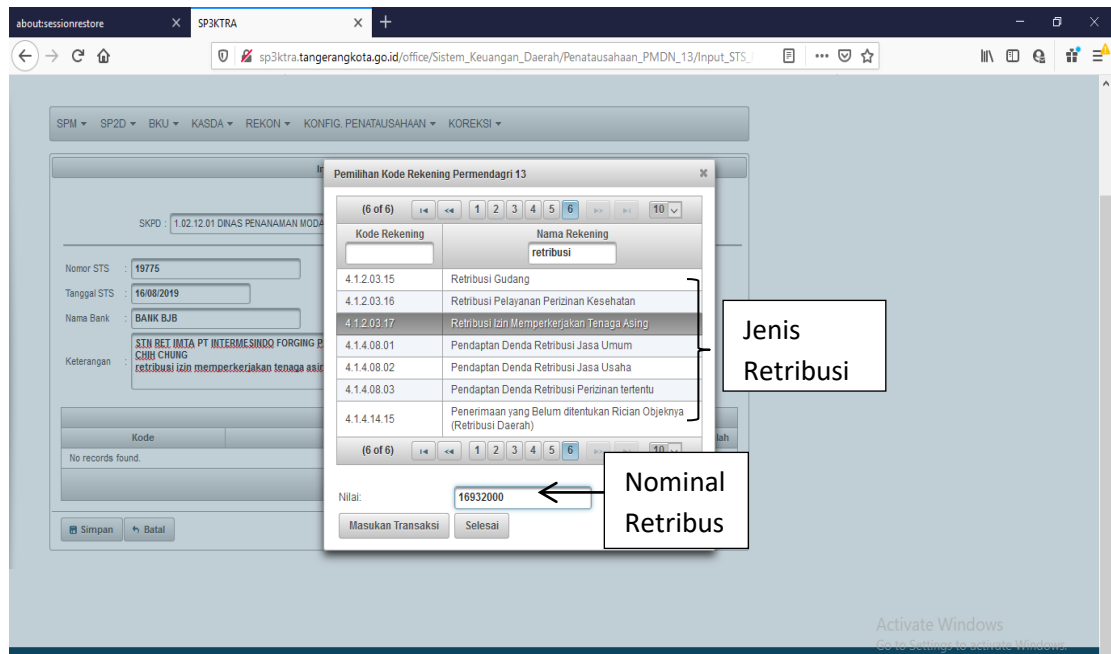 about:sessionrestore
SP3KTRA
sp3ktra.tangerangkota.go.id/office/Sistem_Keuangan_Daerah/Penatausahaan_PMDN_13/Input_STS_
SPM SP2D BKU KASDA REKON KONFIG. PENATAUSAHAAN KOREKSI
Pemilihan Kode Rekening Permendagri 13
SKPD : 1.02.12.01 DINAS PENANAMAN MODA
Nomor STS : 19775
Tanggal STS : 16/08/2019
Nama Bank : BANK BJB
Keterangan : STN RET IMTA PT INTERMESINDO FORGING P
CHIH CHUNG
retribusi izin memperkerjakan tenaga asin
Kode lah
No records found.
Simpan Batal
(6 of 6) 1 2 3 4 5 6 10
Kode Rekening Nama Rekening
retribusi
4.1.2.03.15 Retribusi Gudang
4.1.2.03.16 Retribusi Pelayanan Perizinan Kesehatan
4.1.2.03.17 Retribusi Izin Memperkerjakan Tenaga Asing
4.1.4.08.01 Pendaptan Denda Retribusi Jasa Umum
4.1.4.08.02 Pendaptan Denda Retribusi Jasa Usaha
4.1.4.08.03 Pendaptan Denda Retribusi Perizinan tertentu
4.1.4.14.15 Penerimaan yang Belum ditentukan Rician Objeknya
(Retribusi Daerah)
(6 of 6) 1 2 3 4 5 6 10
Nilai: 16932000
Masukan Transaksi Selesai
Jenis
Retribusi
Nominal
Retribus
Activate Windows
Go to Settings to activate Windows.